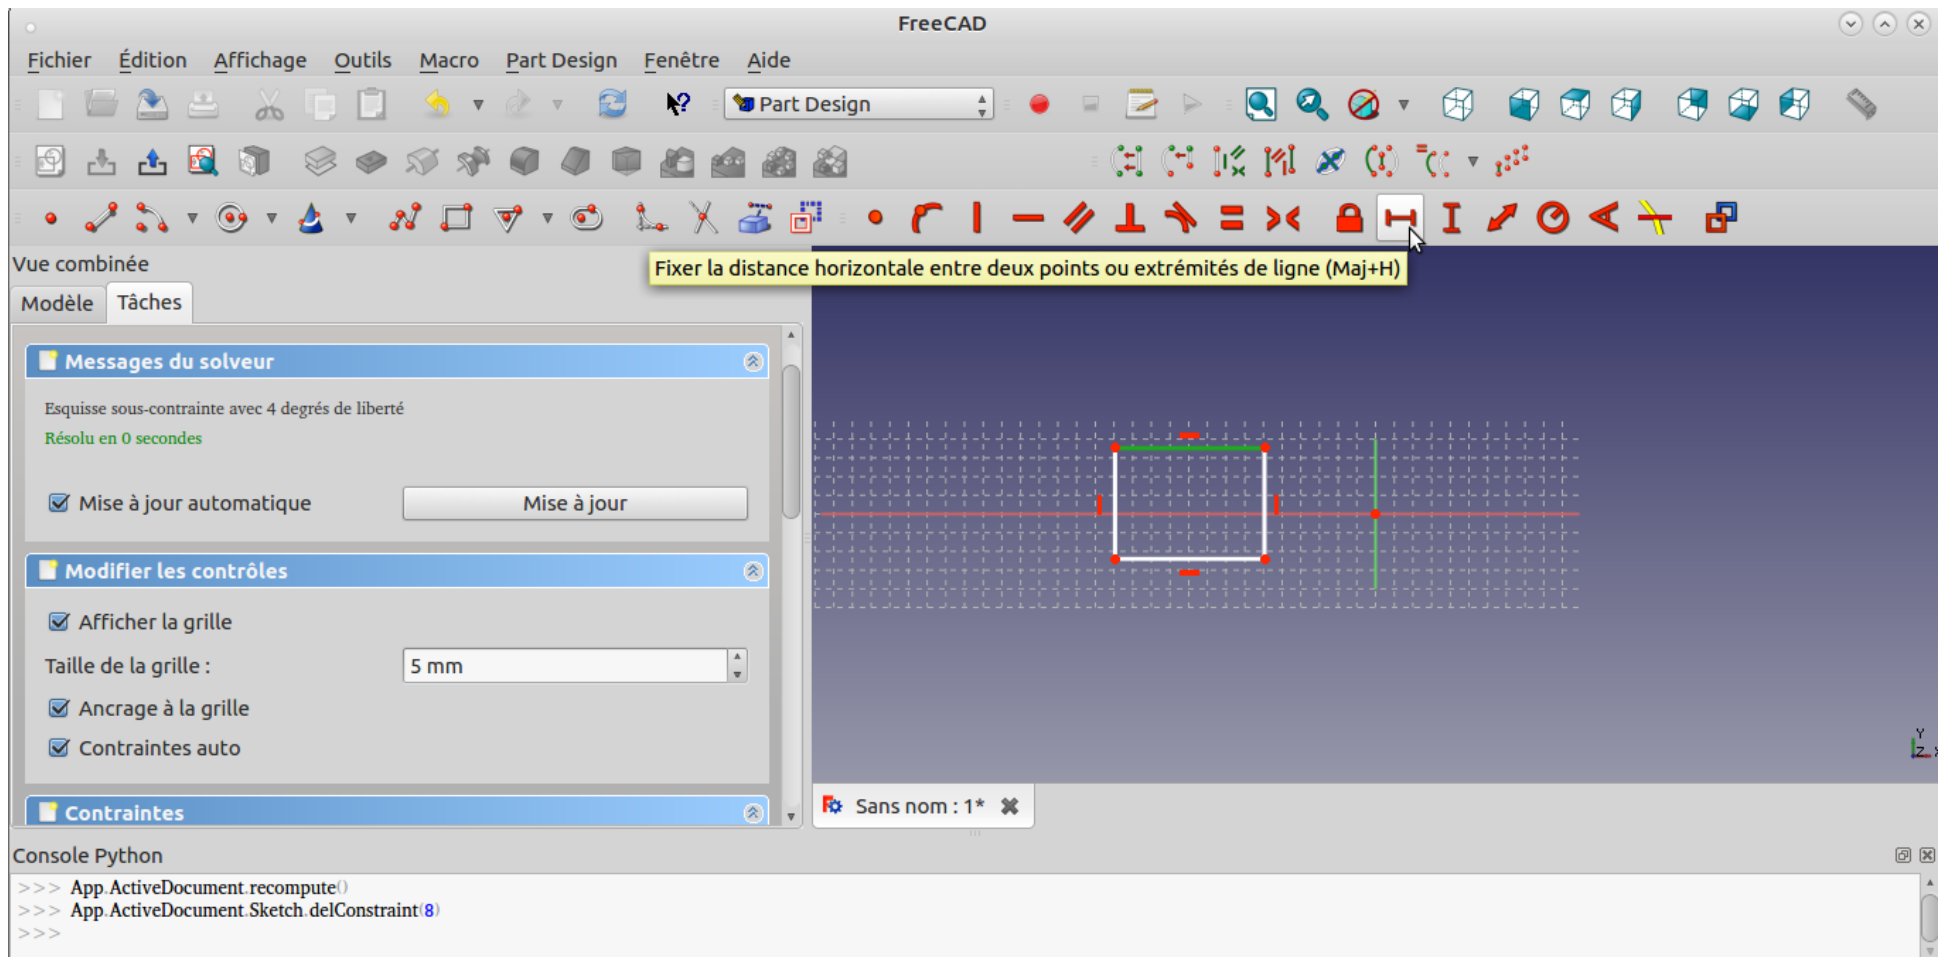 FreeCAD
Fichier Édition Affichage Outils Macro Part Design Fenêtre Aide
Part Design
Fixer la distance horizontale entre deux points ou extrémités de ligne (Maj+H)
Vue combinée
Modèle Tâches
Messages du solveur
Esquisse sous-contrainte avec 4 degrés de liberté
Résolu en 0 secondes
Mise à jour automatique Mise à jour
Modifier les contrôles
Afficher la grille
Taille de la grille : 5 mm
Ancrage à la grille
Contraintes auto
Contraintes
Y
Z X
Sans nom : 1*
Console Python
>>> App.ActiveDocument.recompute()
>>> App.ActiveDocument.Sketch.delConstraint(8)
>>>